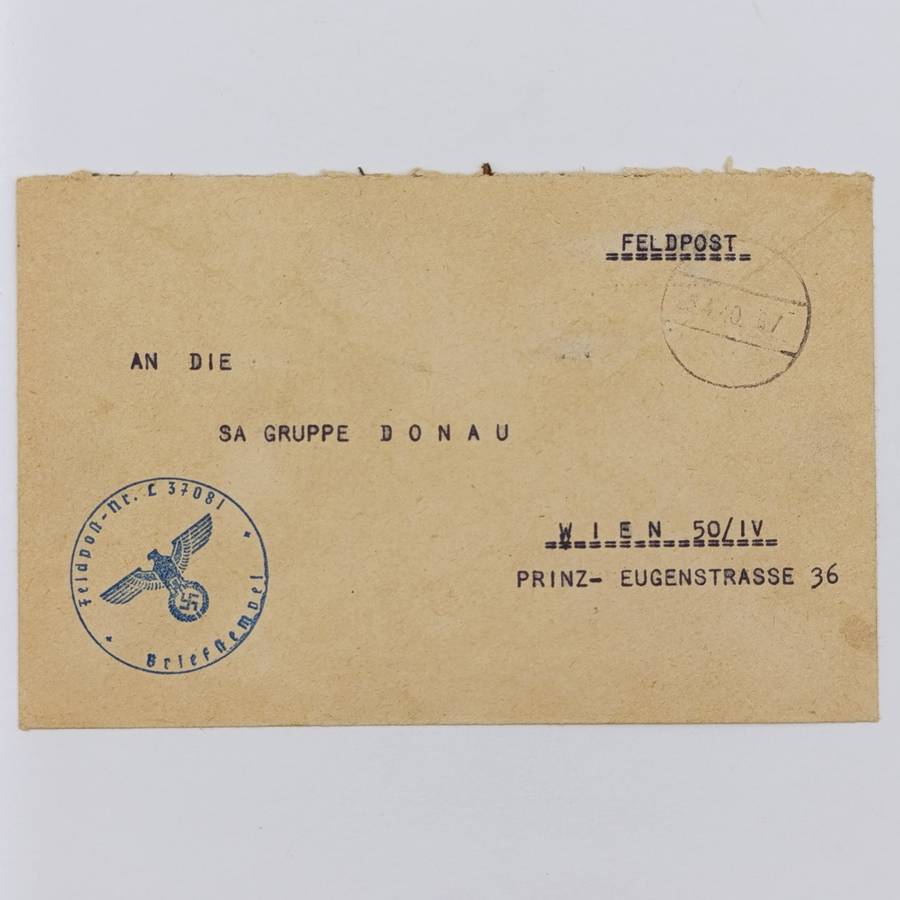 FELDPOST
AN DIE
SA GRUPPE D O N A U
W I E N 50/IV
PRINZ- EUGENSTRASSE 36
Feldpost-Nr. L 37081
Briefstempel